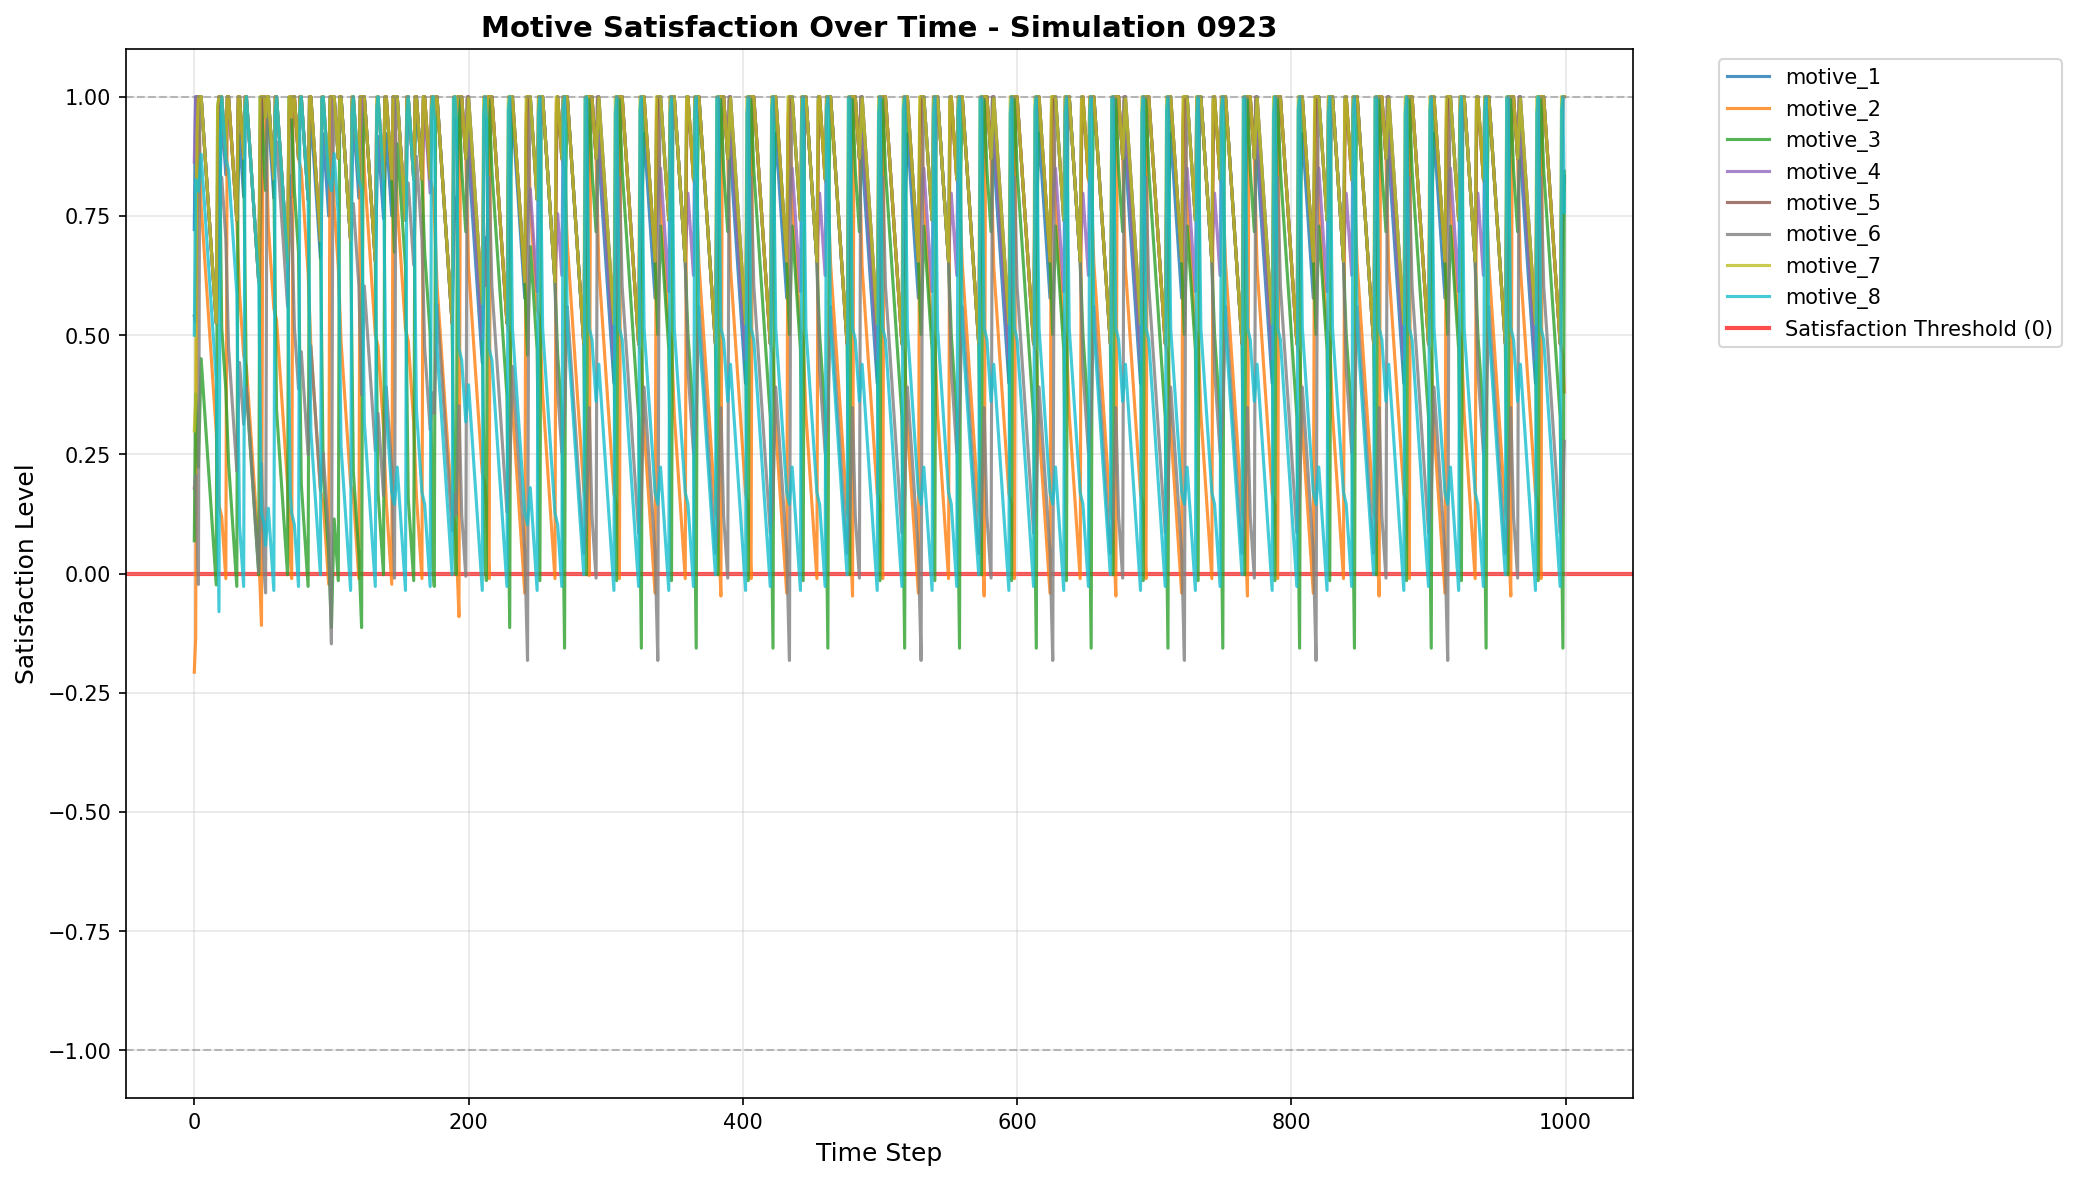 Motive Satisfaction Over Time - Simulation 0923
Satisfaction Level
1.00
0.75
0.50
0.25
0.00
−0.25
−0.50
−0.75
−1.00
0
200
400
600
800
1000
Time Step
motive_1
motive_2
motive_3
motive_4
motive_5
motive_6
motive_7
motive_8
Satisfaction Threshold (0)